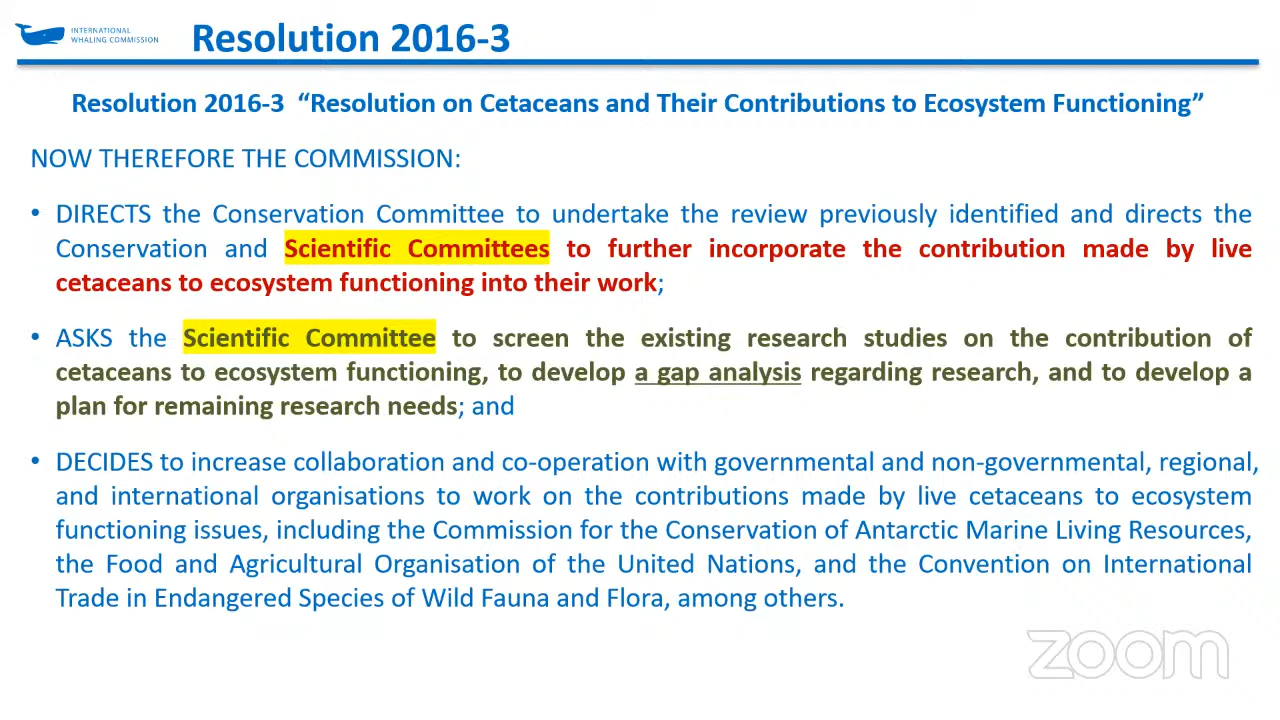 INTERNATIONAL
WHALING COMMISSION
Resolution 2016-3
Resolution 2016-3 “Resolution on Cetaceans and Their Contributions to Ecosystem Functioning”
NOW THEREFORE THE COMMISSION:
• DIRECTS the Conservation Committee to undertake the review previously identified and directs the
Conservation and Scientific Committees to further incorporate the contribution made by live
cetaceans to ecosystem functioning into their work;
• ASKS the Scientific Committee to screen the existing research studies on the contribution of
cetaceans to ecosystem functioning, to develop a gap analysis regarding research, and to develop a
plan for remaining research needs; and
• DECIDES to increase collaboration and co-operation with governmental and non-governmental, regional,
and international organisations to work on the contributions made by live cetaceans to ecosystem
functioning issues, including the Commission for the Conservation of Antarctic Marine Living Resources,
the Food and Agricultural Organisation of the United Nations, and the Convention on International
Trade in Endangered Species of Wild Fauna and Flora, among others.
zoom